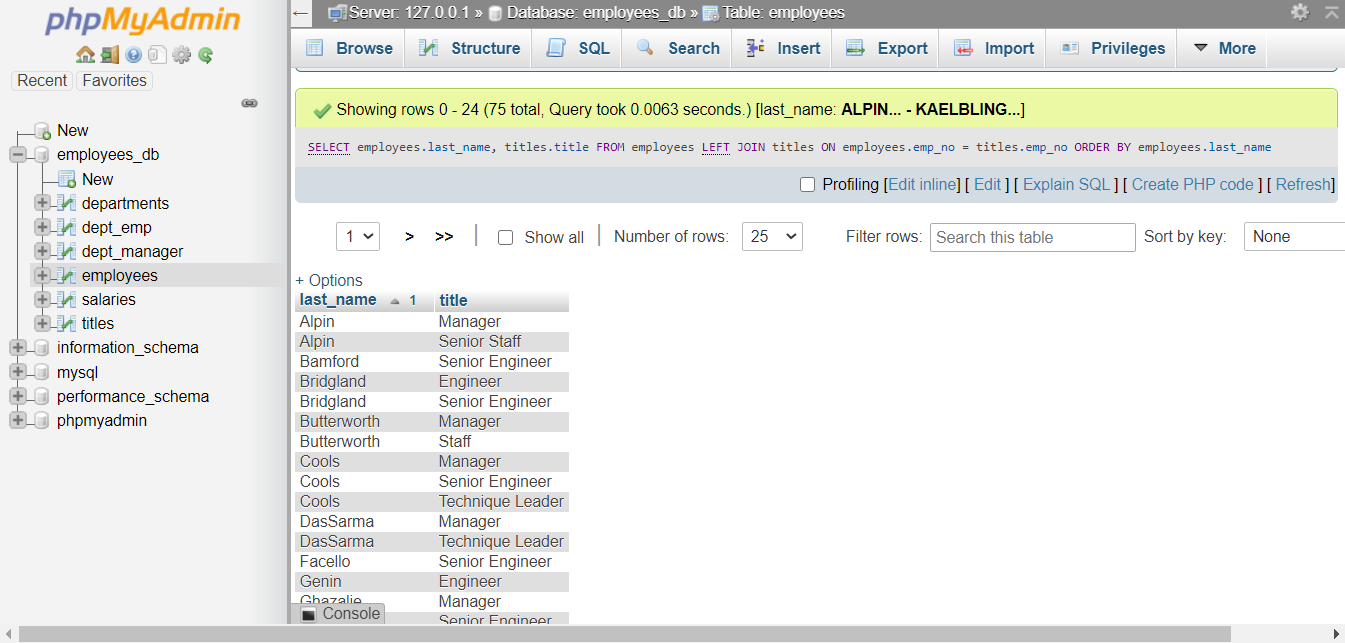 phpMyAdmin
Recent Favorites
New
employees_db
New
departments
dept_emp
dept_manager
employees
salaries
titles
information_schema
mysql
performance_schema
phpmyadmin
Server: 127.0.0.1 » Database: employees_db » Table: employees
Browse Structure SQL Search Insert Export Import Privileges More
Showing rows 0 - 24 (75 total, Query took 0.0063 seconds.) [last_name: ALPIN... - KAELBLING...]
SELECT employees.last_name, titles.title FROM employees LEFT JOIN titles ON employees.emp_no = titles.emp_no ORDER BY employees.last_name
Profiling [Edit inline] [ Edit ] [ Explain SQL ] [ Create PHP code ] [ Refresh]
1 > >> | Show all | Number of rows: 25 Filter rows: Search this table Sort by key: None
+ Options
last_name 1 title
Alpin Manager
Alpin Senior Staff
Bamford Senior Engineer
Bridgland Engineer
Bridgland Senior Engineer
Butterworth Manager
Butterworth Staff
Cools Manager
Cools Senior Engineer
Cools Technique Leader
DasSarma Manager
DasSarma Technique Leader
Facello Senior Engineer
Genin Engineer
Ghazalie Manager
Console Senior Engineer